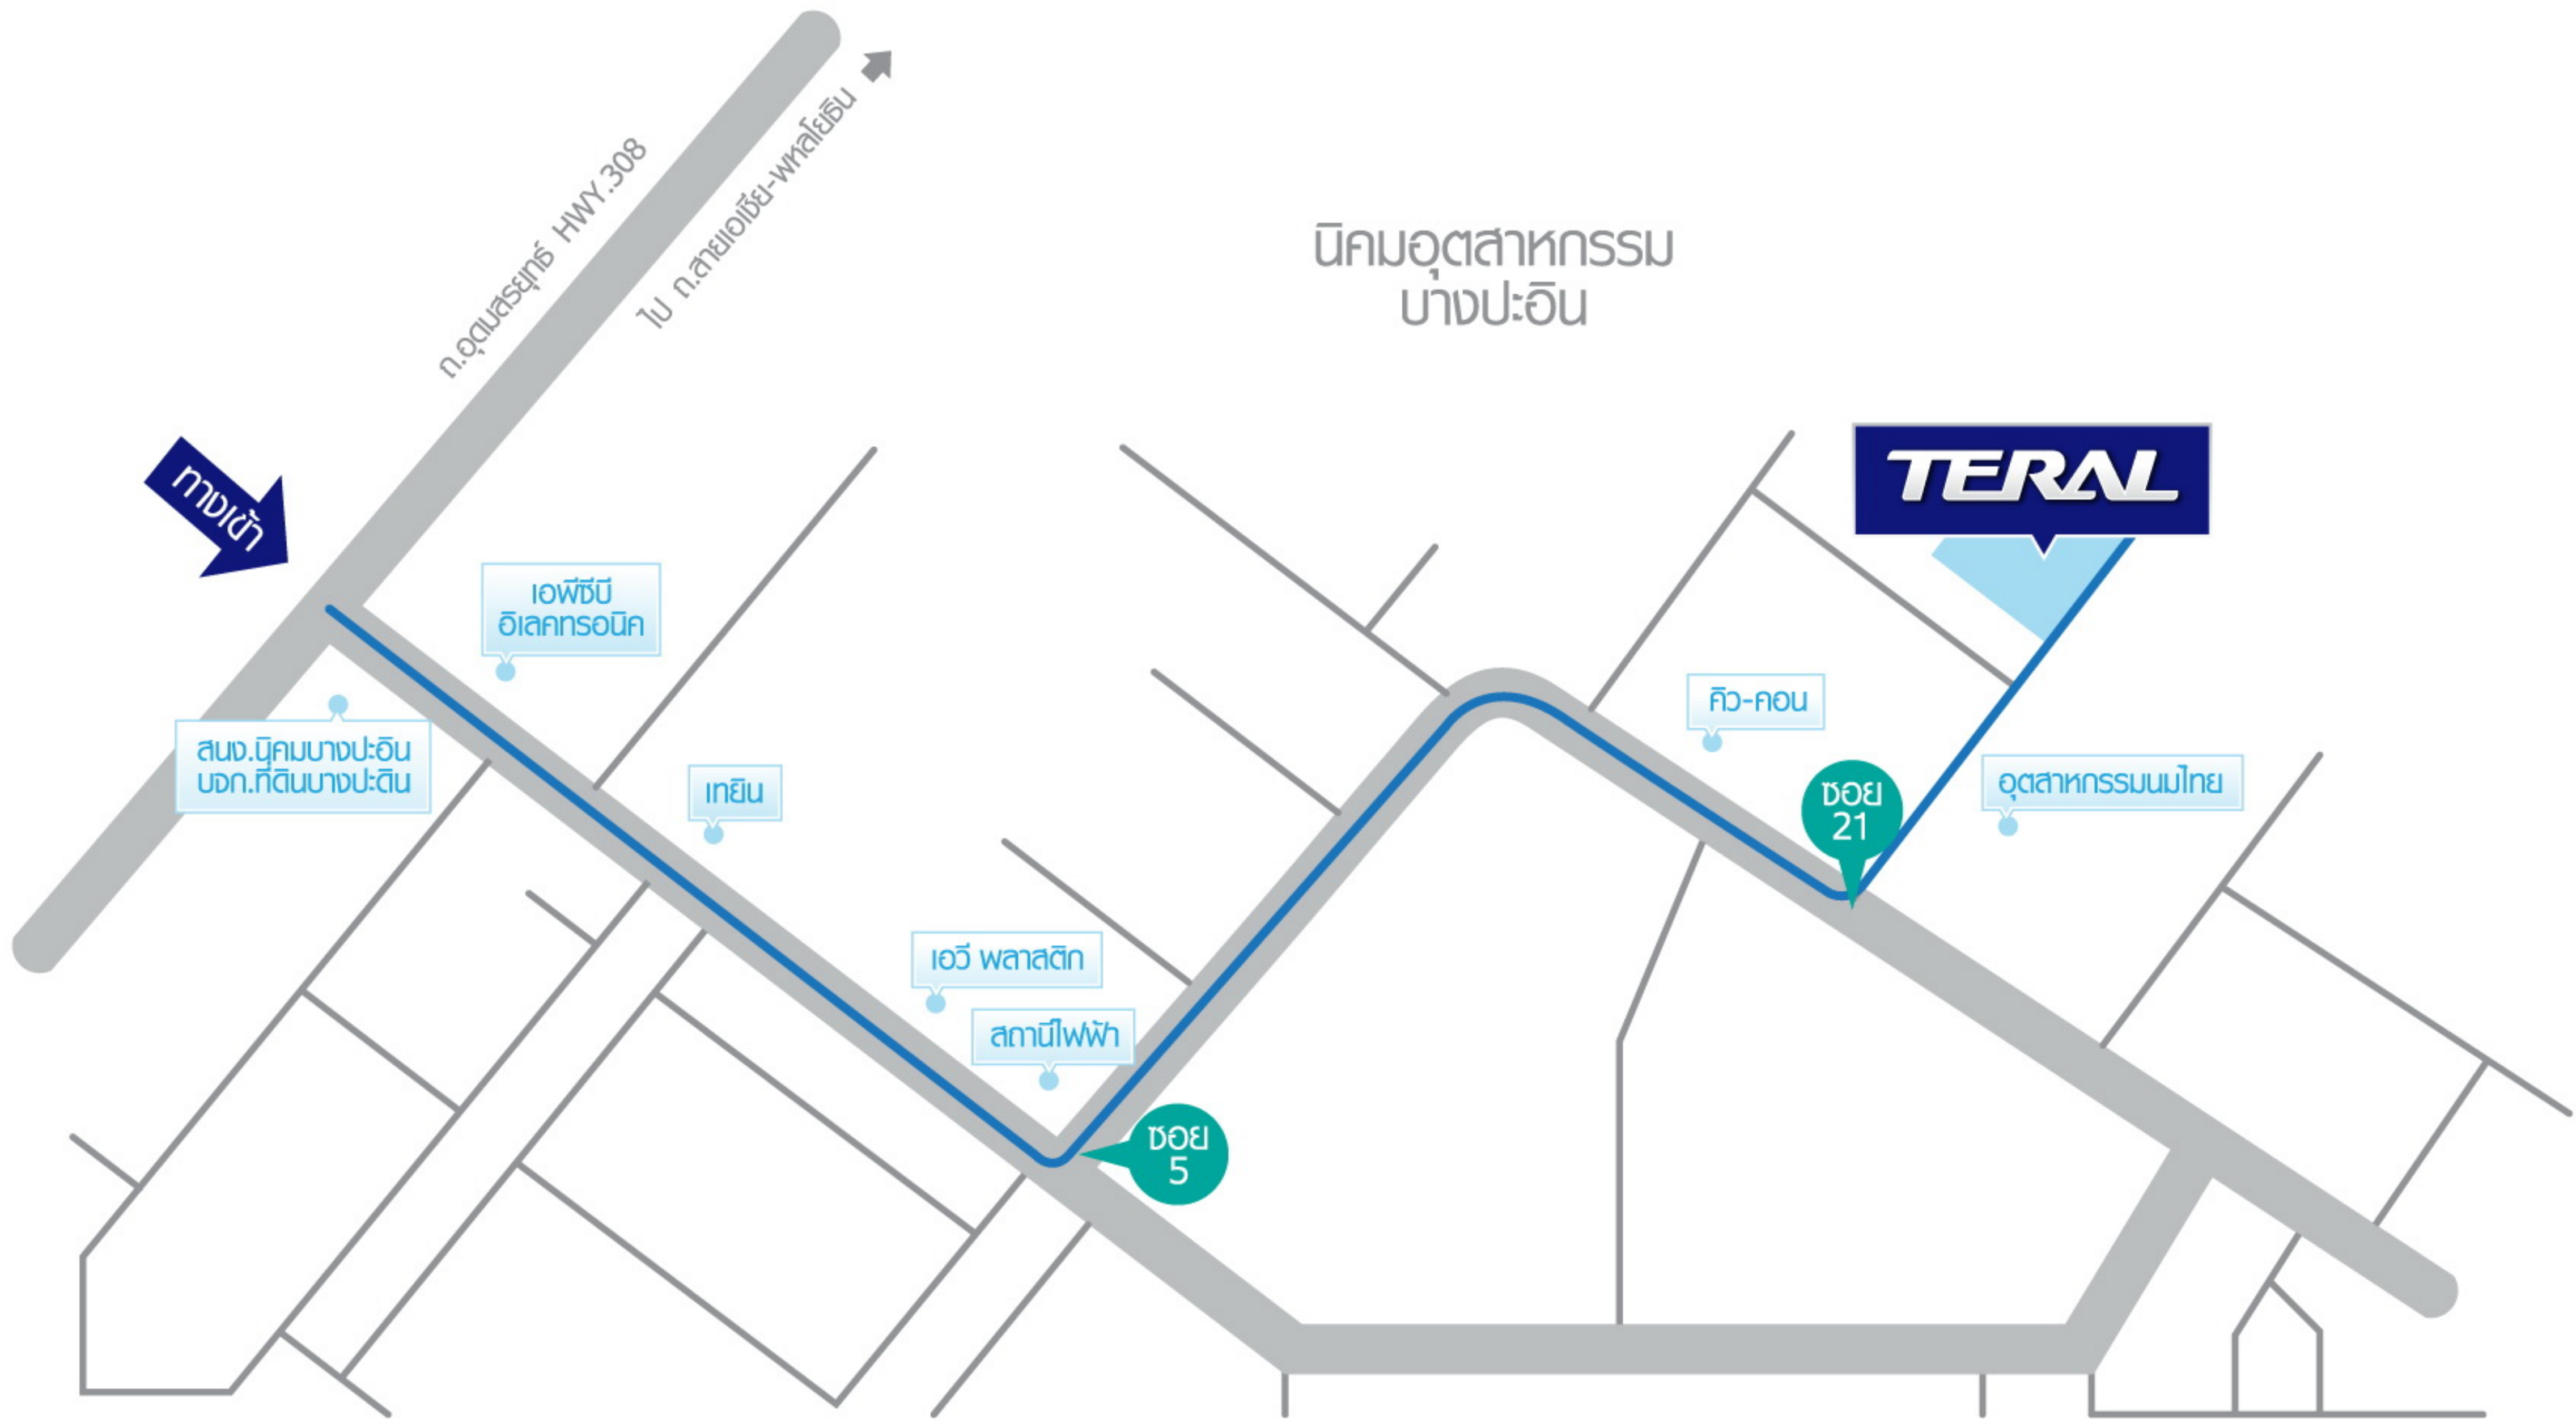 ถ.อุดมสรยุทธ์ HWY.308
ไป ถ.สายเอเชีย-พหลโยธิน
นิคมอุตสาหกรรม
บางปะอิน
ทางเข้า
TERAL
เอพีซีบี
อิเลคทรอนิค
สนง.นิคมบางปะอิน
บจก.ที่ดินบางปะดิน
เทยิน
คิว-คอน
ซอย
21
อุตสาหกรรมนมไทย
เอวี พลาสติก
สถานีไฟฟ้า
ซอย
5